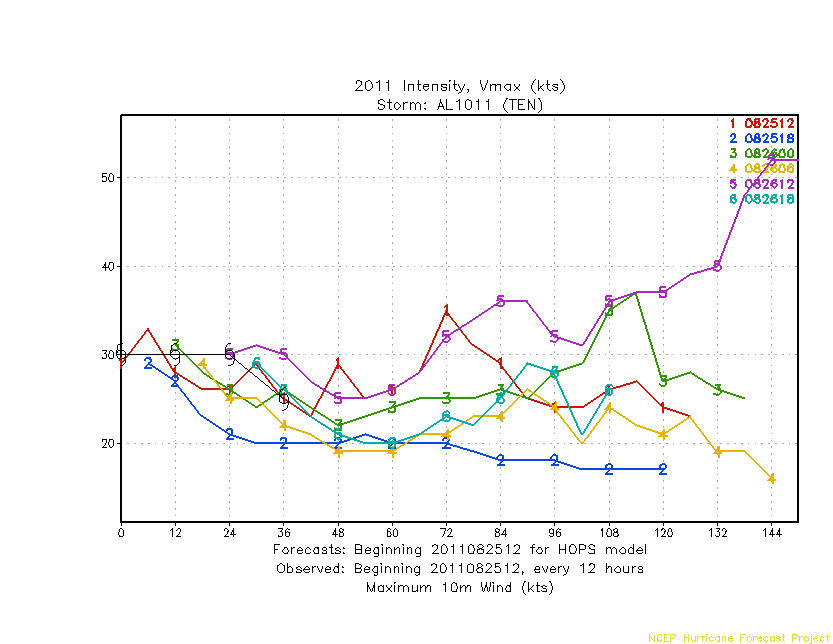 2011 Intensity, Vmax (kts)
Storm: AL1011 (TEN)
1 082512
2 082518
3 082600
4 082606
5 082612
6 082618
50
40
30
20
0 12 24 36 48 60 72 84 96 108 120 132 144
Forecasts: Beginning 2011082512 for HOPS model
Observed: Beginning 2011082512, every 12 hours
Maximum 10m Wind (kts)
NCEP Hurricane Forecast Project